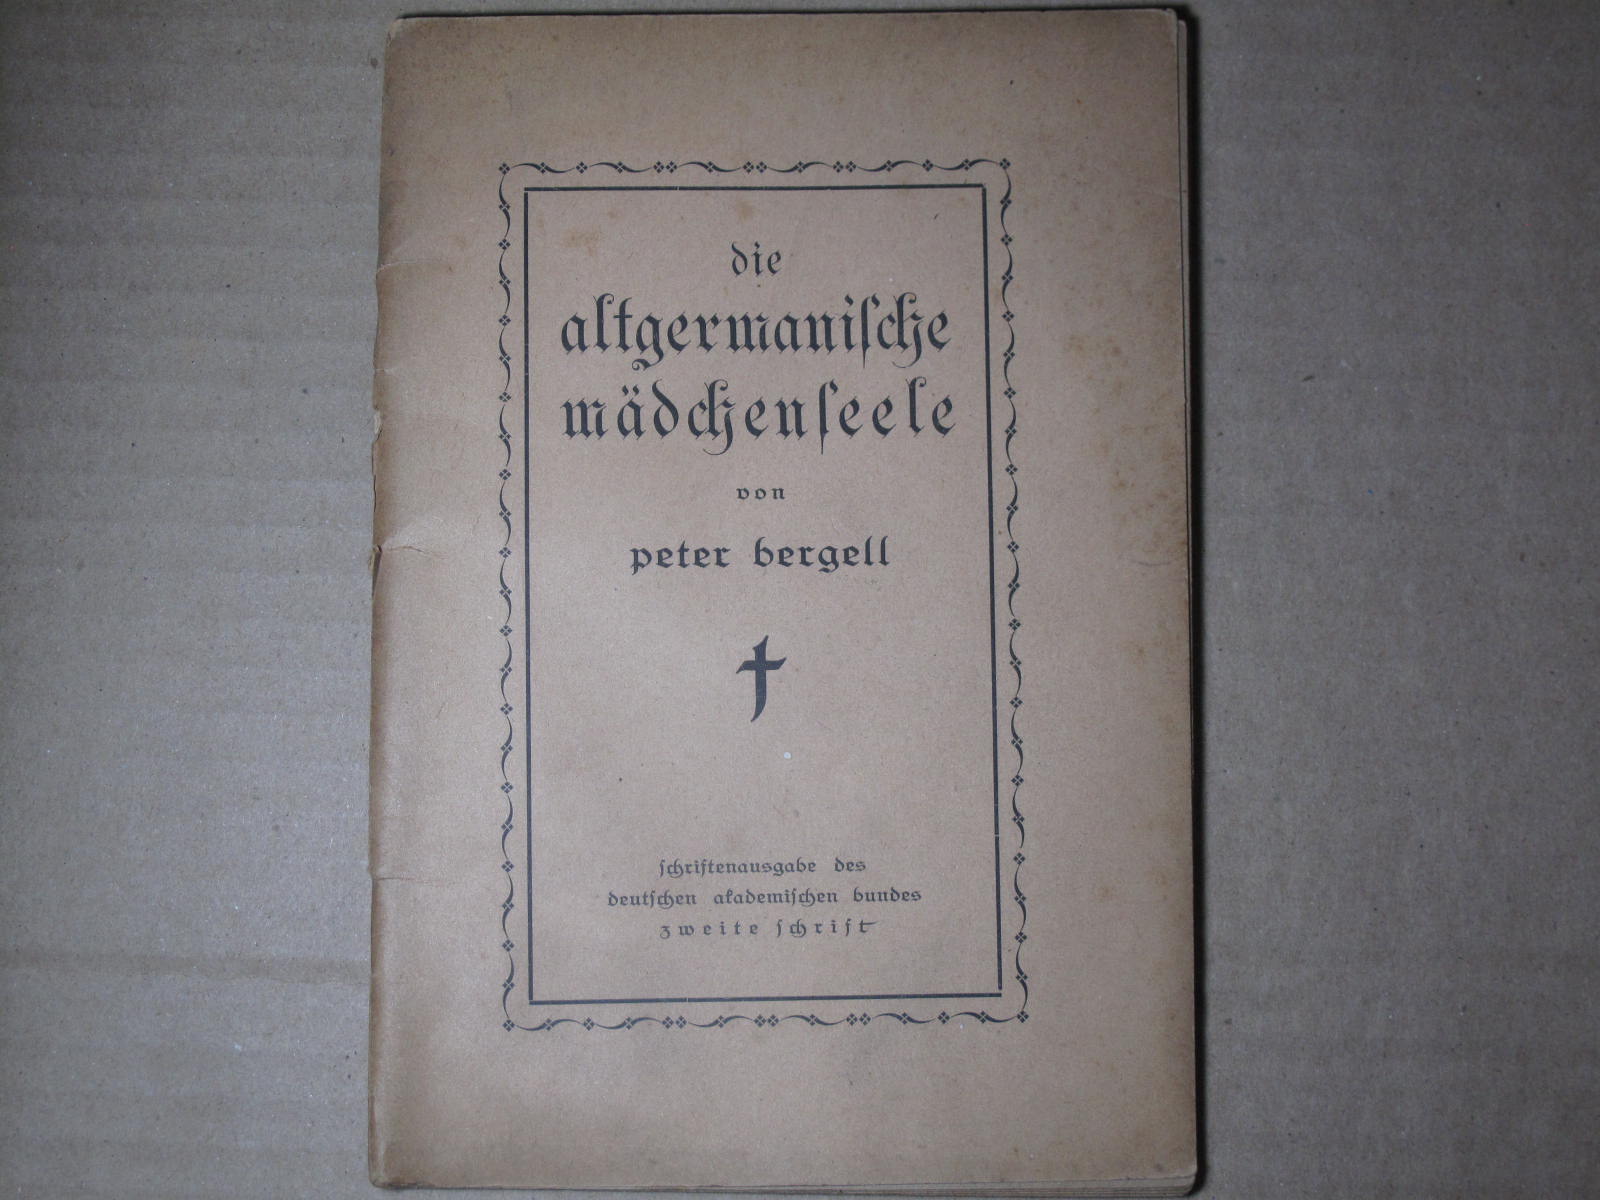 die
altgermanische
mädchenseele
von
peter bergell
schriftenausgabe des
deutschen akademischen bundes
zweite schrift